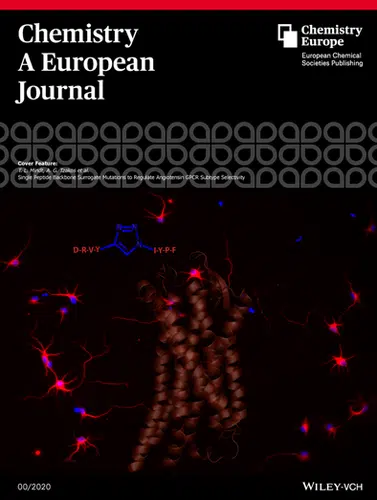 Chemistry
A European
Journal
Chemistry
Europe
European Chemical
Societies Publishing
Cover Feature:
T. L. Mindt, A. G. Tzakos et al.
Single Peptide Backbone Surrogate Mutations to Regulate Angiotensin GPCR Subtype Selectivity
N=N
N
D-R-V-Y
I-Y-P-F
00/2020
WILEY-VCH